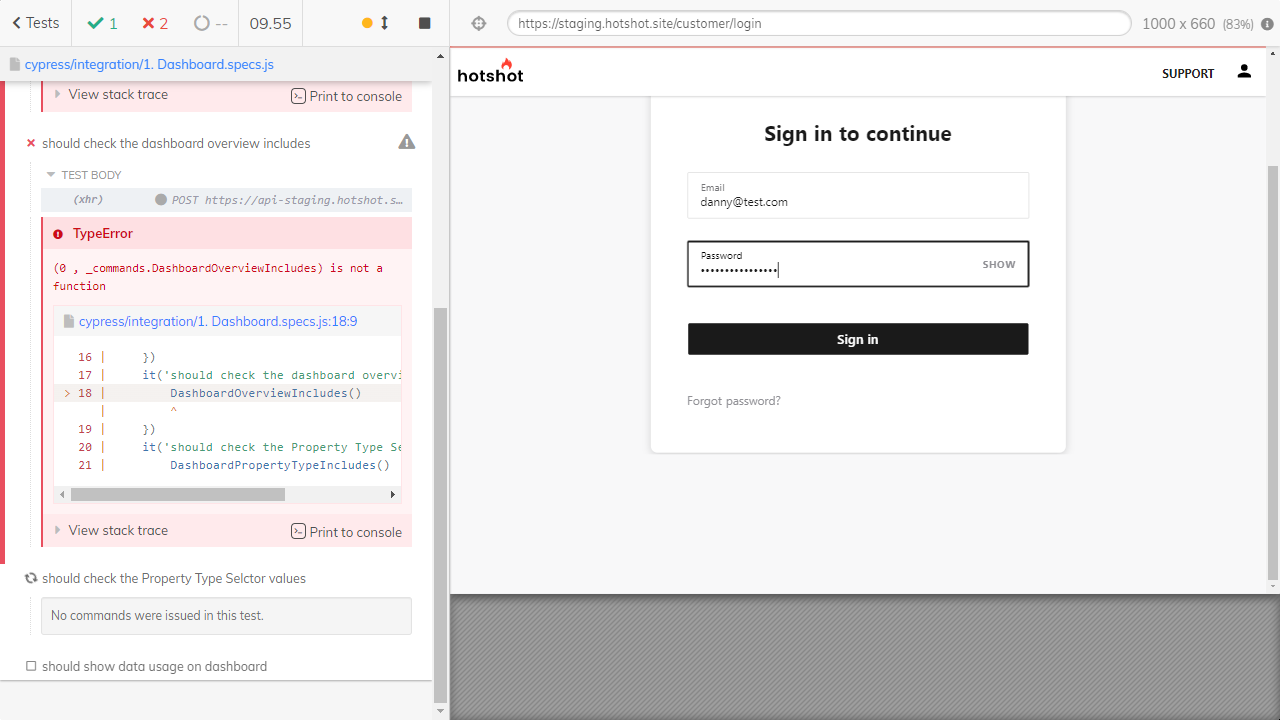 Tests
1
2
--
09.55
https://staging.hotshot.site/customer/login
1000 x 660 (83%)
cypress/integration/1. Dashboard.specs.js
View stack trace
Print to console
should check the dashboard overview includes
TEST BODY
(xhr)
POST https://api-staging.hotshot.s…
TypeError
(0 , _commands.DashboardOverviewIncludes) is not a
function
cypress/integration/1. Dashboard.specs.js:18:9
16 | })
17 | it('should check the dashboard overvi
> 18 | DashboardOverviewIncludes()
| ^
19 | })
20 | it('should check the Property Type Se
21 | DashboardPropertyTypeIncludes()
View stack trace
Print to console
should check the Property Type Selctor values
No commands were issued in this test.
should show data usage on dashboard
hotshot
SUPPORT
Sign in to continue
Email
danny@test.com
Password
••••••••••••••••
SHOW
Sign in
Forgot password?